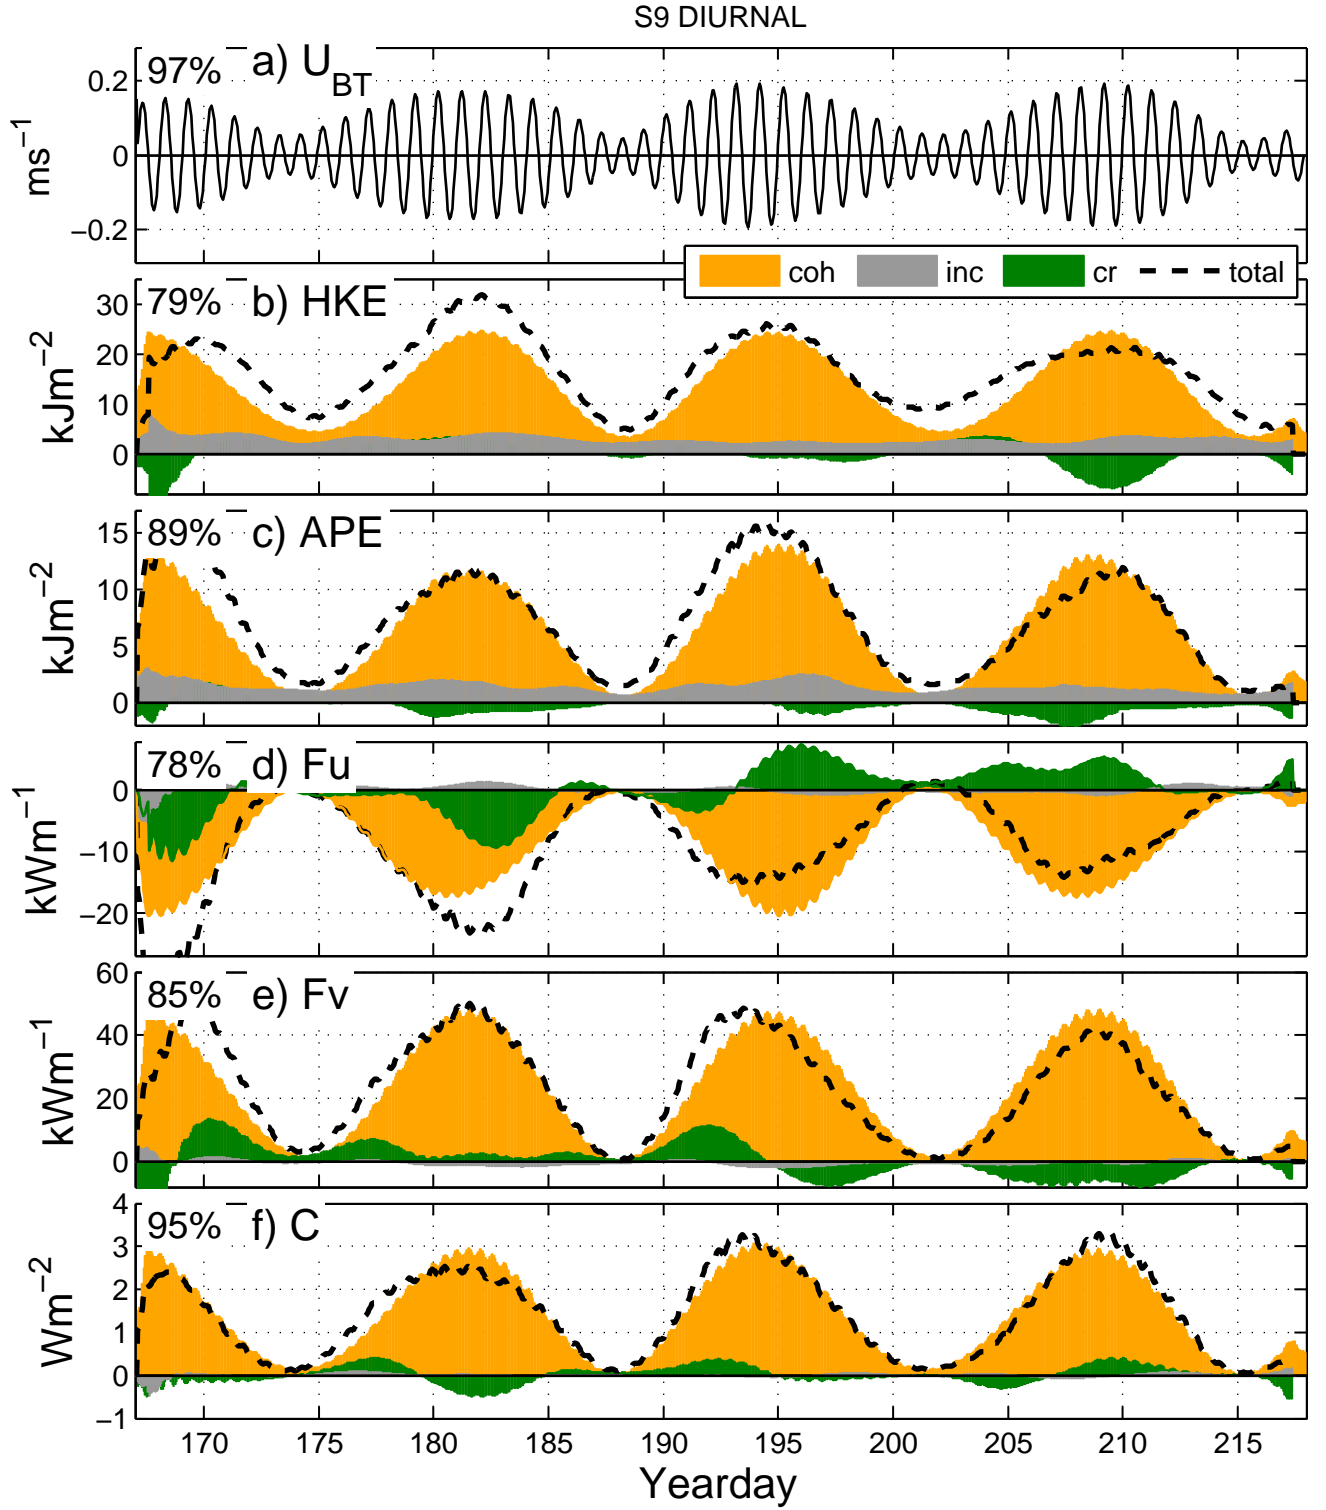 S9 DIURNAL
97% a) U_BT
0.2
0
−0.2
ms⁻¹
coh inc cr total
79% b) HKE
30
20
10
0
kJm⁻²
89% c) APE
15
10
5
0
kJm⁻²
78% d) Fu
0
−10
−20
kWm⁻¹
85% e) Fv
60
40
20
0
kWm⁻¹
95% f) C
4
3
2
1
0
−1
Wm⁻²
170 175 180 185 190 195 200 205 210 215
Yearday